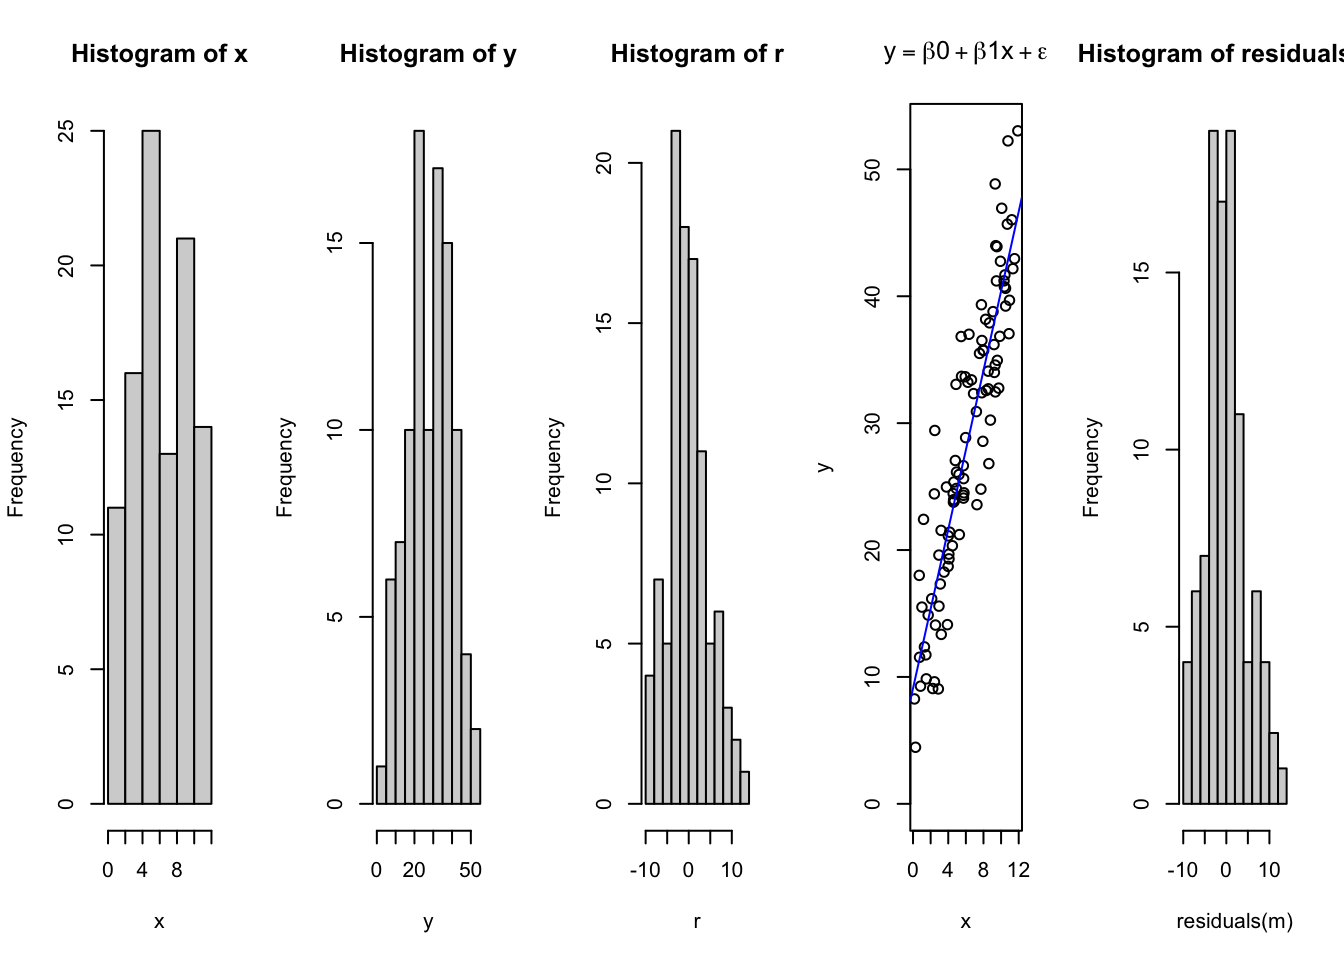 Histogram of x
Frequency
25
20
15
10
5
0
0 4 8
x
Histogram of y
Frequency
15
10
5
0
0 20 50
y
Histogram of r
Frequency
20
15
10
5
0
-10 0 10
r
y = β0 + β1x + ε
y
50
40
30
20
10
0
0 4 8 12
x
Histogram of residuals
Frequency
15
10
5
0
-10 0 10
residuals(m)